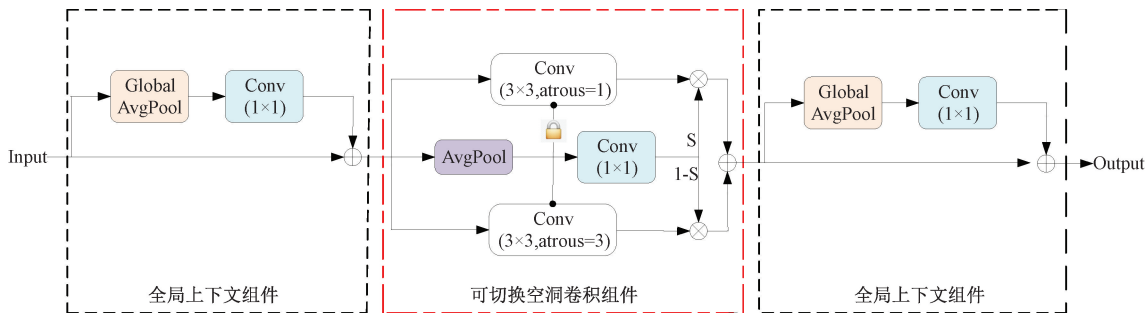 Input
Global
AvgPool
Conv
(1×1)
全局上下文组件
Conv
(3×3,atrous=1)
AvgPool
Conv
(1×1)
S
1-S
Conv
(3×3,atrous=3)
可切换空洞卷积组件
Global
AvgPool
Conv
(1×1)
Output
全局上下文组件